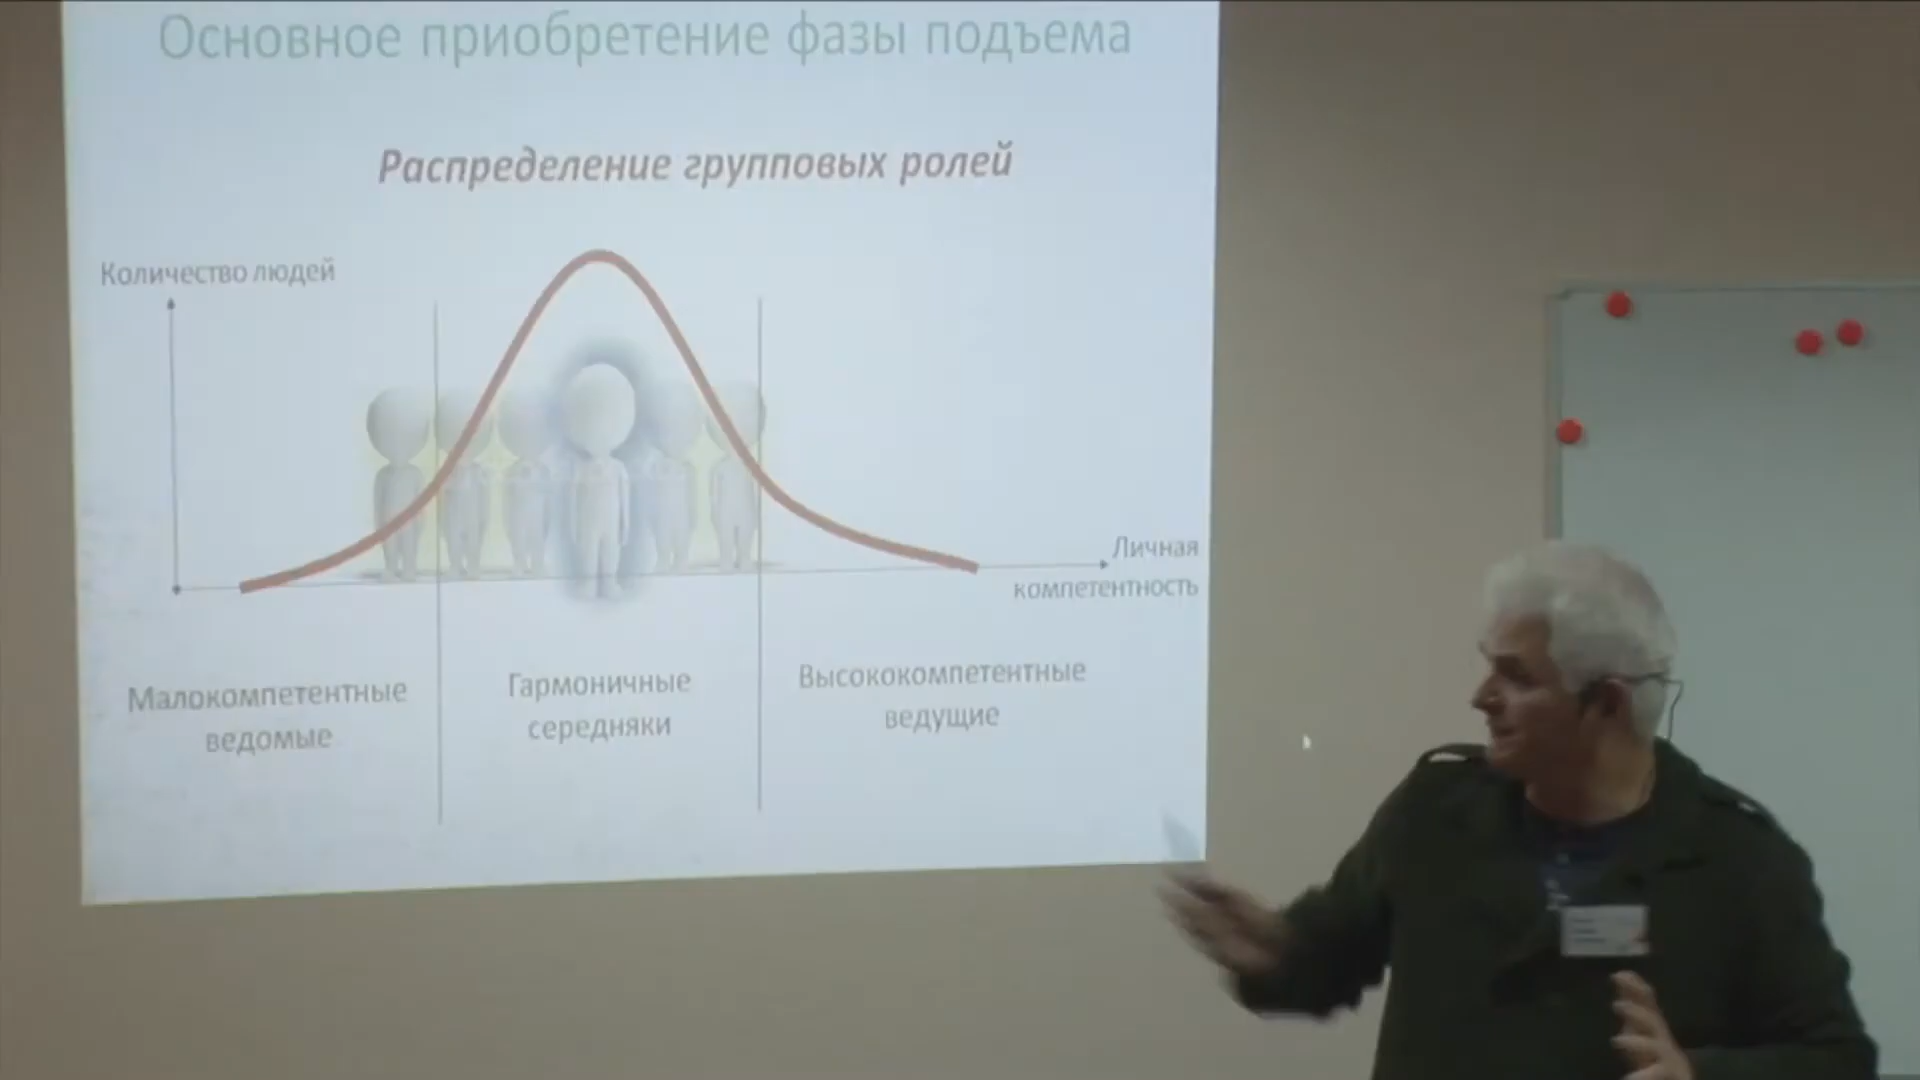 Основное приобретение фазы подъема
Распределение групповых ролей
Количество людей
Личная
компетентность
Малокомпетентные
ведомые
Гармоничные
середняки
Высококомпетентные
ведущие